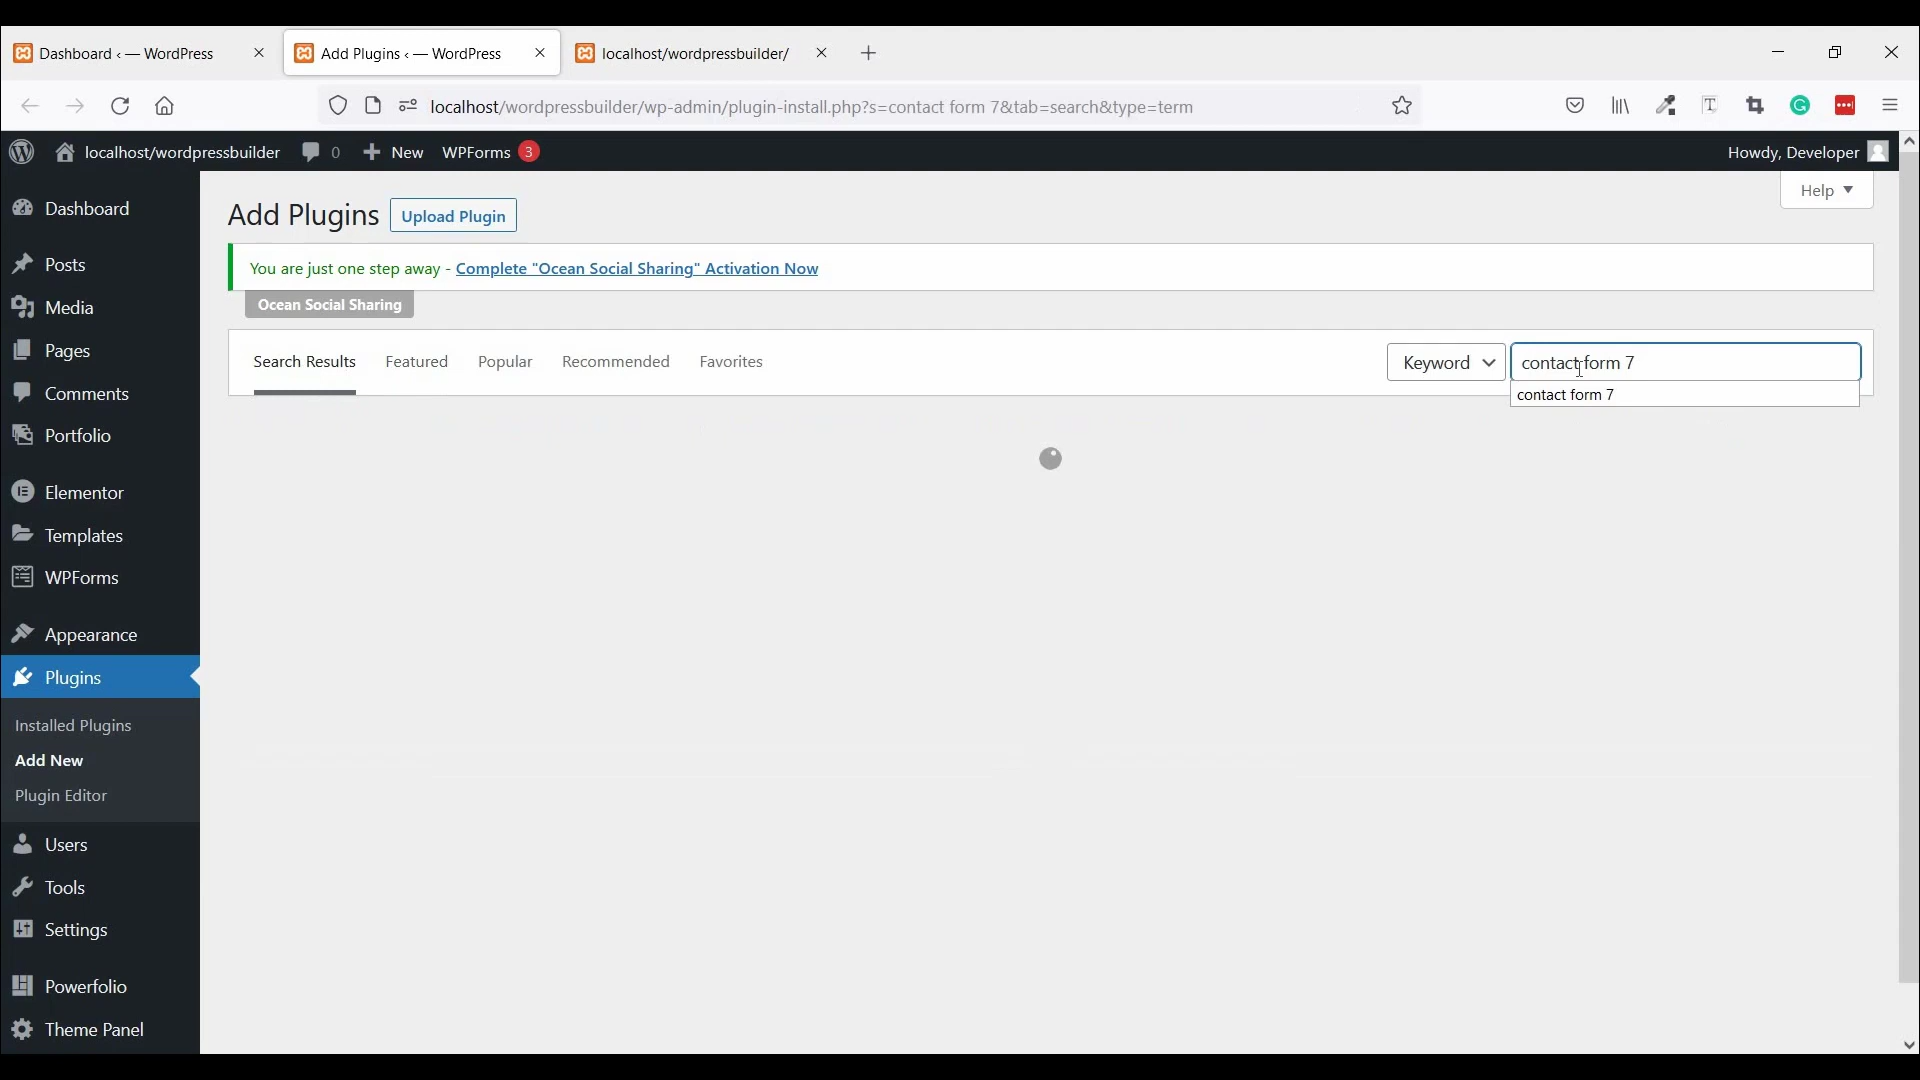 Dashboard ‹ — WordPress
Add Plugins ‹ — WordPress
localhost/wordpressbuilder/
localhost/wordpressbuilder/wp-admin/plugin-install.php?s=contact form 7&tab=search&type=term
localhost/wordpressbuilder
0
New
WPForms 3
Howdy, Developer
Help
Dashboard
Posts
Media
Pages
Comments
Portfolio
Elementor
Templates
WPForms
Appearance
Plugins
Installed Plugins
Add New
Plugin Editor
Users
Tools
Settings
Powerfolio
Theme Panel
Add Plugins
Upload Plugin
You are just one step away - Complete "Ocean Social Sharing" Activation Now
Ocean Social Sharing
Search Results
Featured
Popular
Recommended
Favorites
Keyword
contact form 7
contact form 7